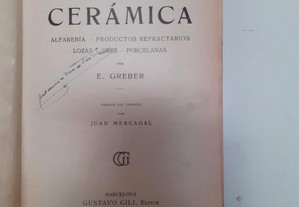 CERÁMICA
ALFARERÍA - PRODUCTOS REFRACTARIOS
LOZAS - GRES - PORCELANAS
POR
E. GREBER
JUAN MERCADAL
GG
BARCELONA
GUSTAVO GILI, Editor